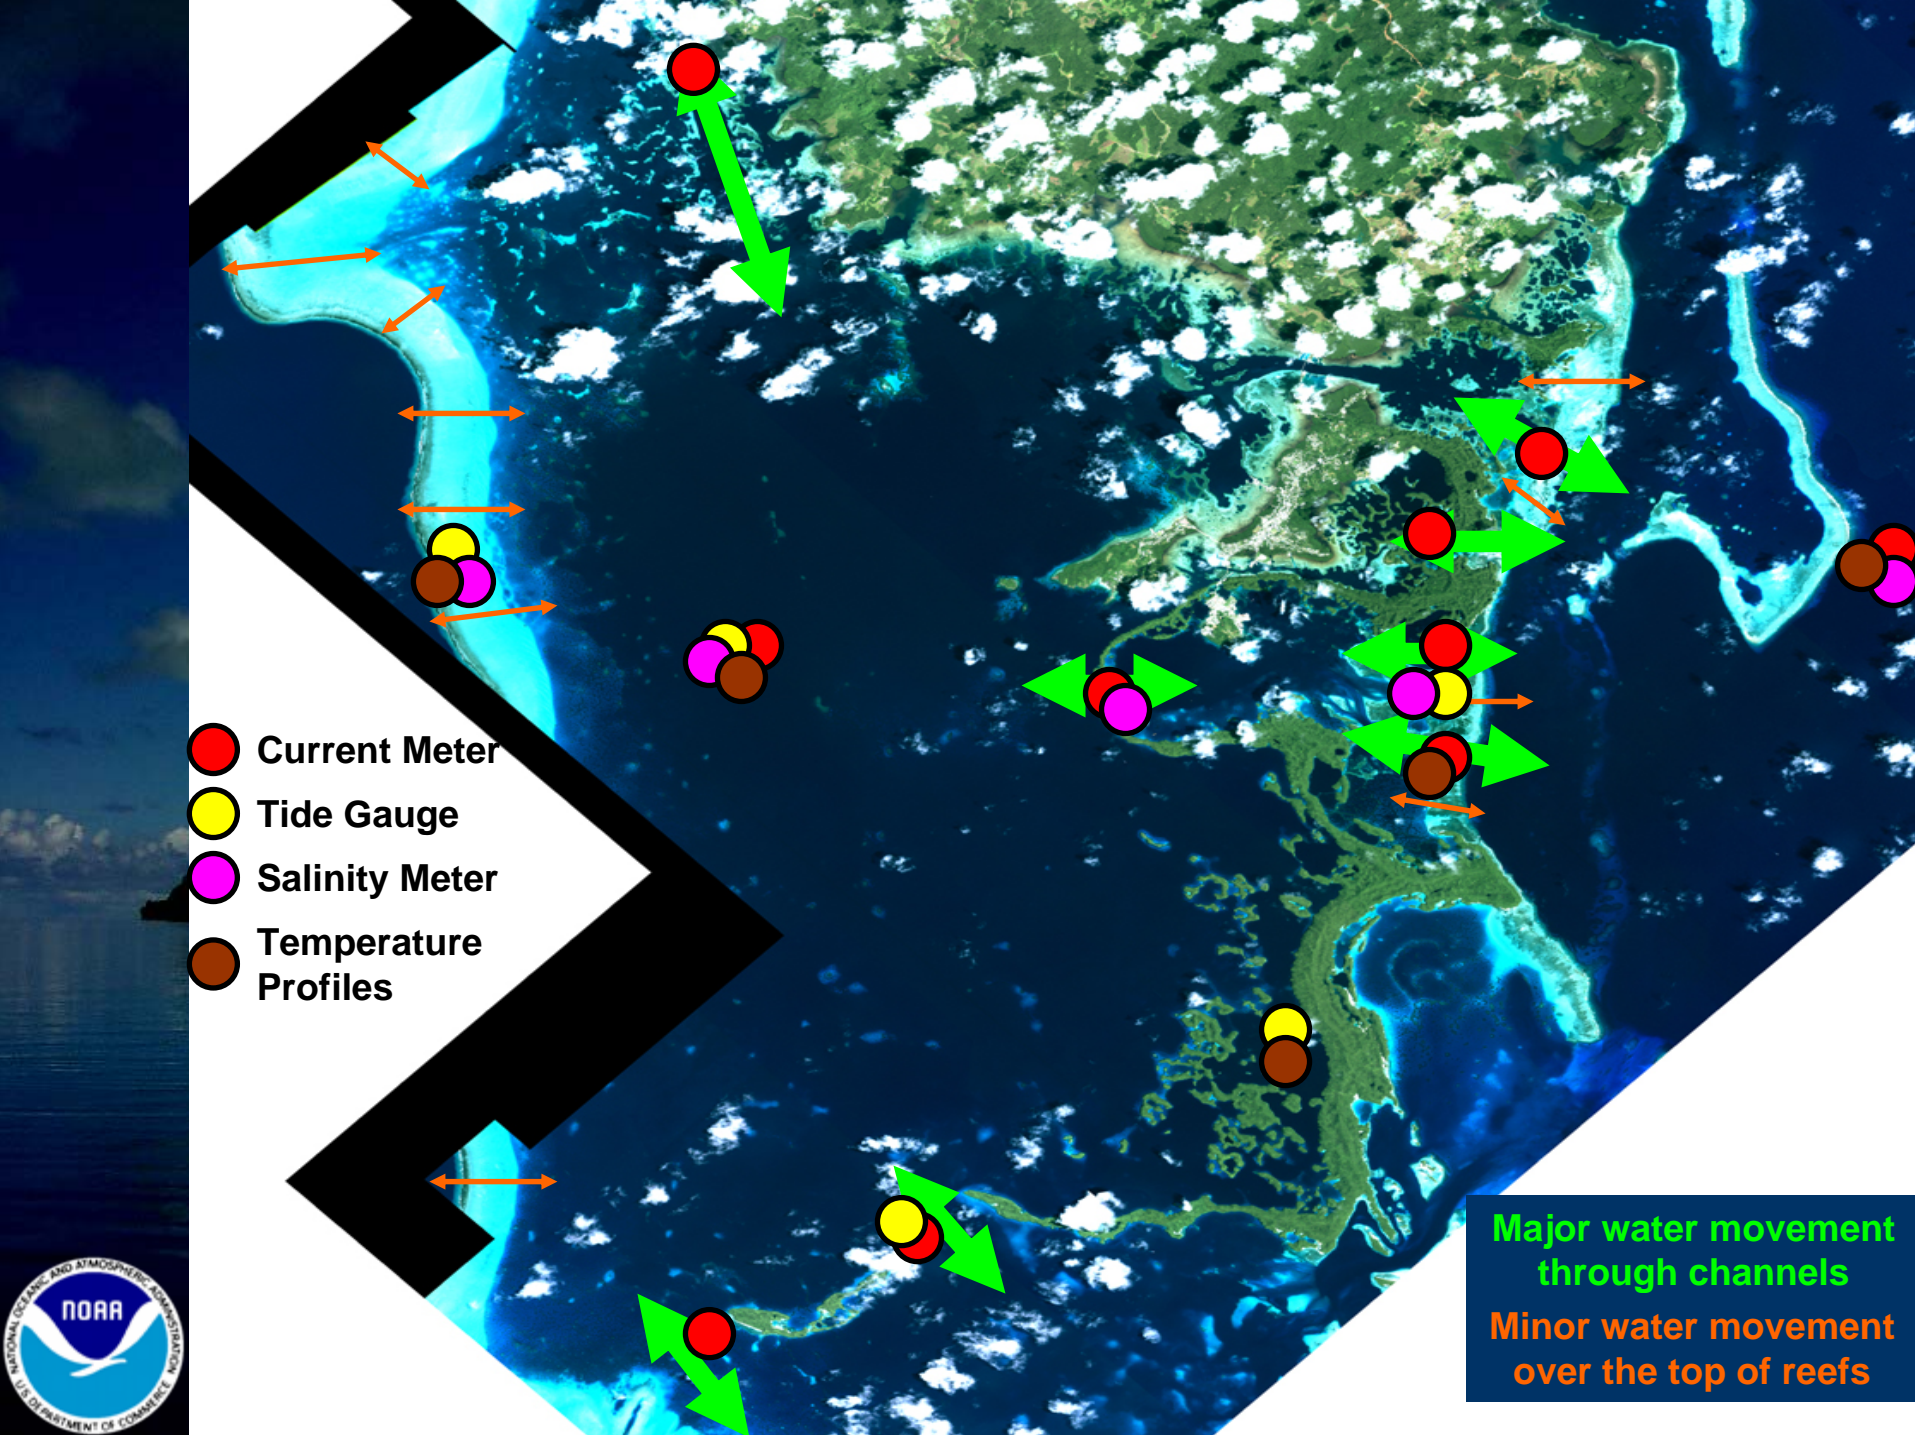 Current Meter
Tide Gauge
Salinity Meter
Temperature
Profiles
Major water movement
through channels
Minor water movement
over the top of reefs
NATIONAL OCEANIC AND ATMOSPHERIC ADMINISTRATION
NOAA
U.S. DEPARTMENT OF COMMERCE